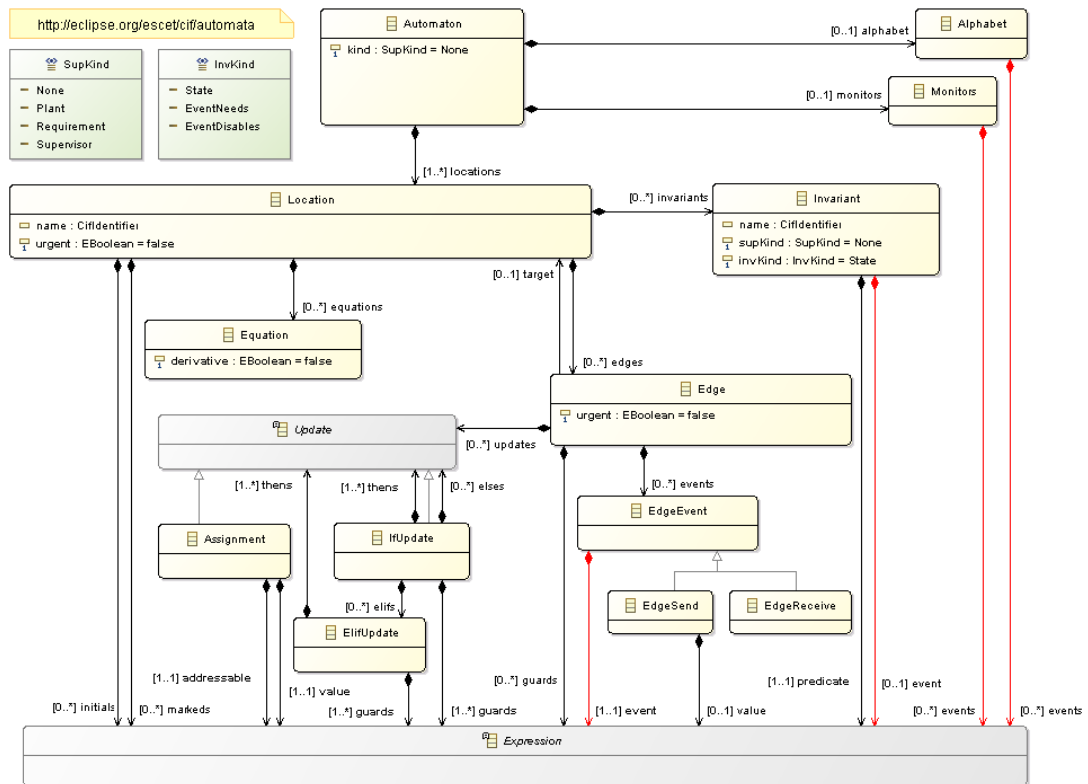 http://eclipse.org/escet/cif/automata
Automaton
kind : SupKind = None
[0..1] alphabet
Alphabet
SupKind
None
Plant
Requirement
Supervisor
InvKind
State
EventNeeds
EventDisables
[0..1] monitors
Monitors
[1..*] locations
Location
name : CifIdentifier
urgent : EBoolean = false
[0..*] invariants
Invariant
name : CifIdentifier
supKind : SupKind = None
invKind : InvKind = State
[0..1] target
[0..*] equations
Equation
derivative : EBoolean = false
[0..*] edges
Edge
urgent : EBoolean = false
Update
[0..*] updates
[1..*] thens
[1..*] thens
[0..*] elses
[0..*] events
EdgeEvent
Assignment
IfUpdate
[0..*] elifs
ElifUpdate
EdgeSend
EdgeReceive
[1..1] addressable
[1..1] value
[0..*] guards
[1..1] predicate
[0..1] event
[0..*] initials
[0..*] markeds
[1..*] guards
[1..*] guards
[1..1] event
[0..1] value
[0..*] events
[0..*] events
Expression